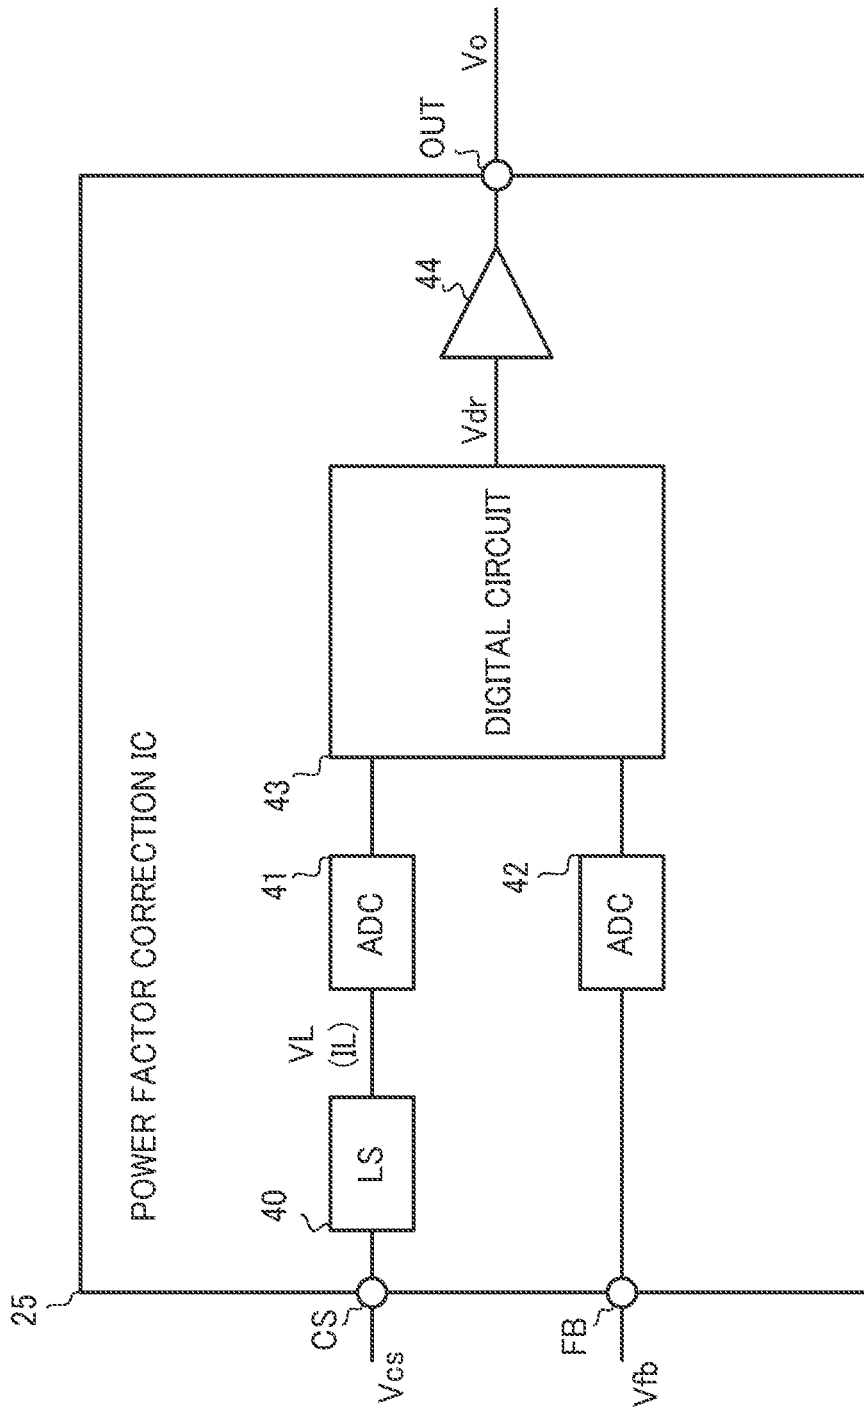 25
POWER FACTOR CORRECTION IC
Vcs
CS
40
LS
VL
(IL)
41
ADC
43
DIGITAL CIRCUIT
Vdr
44
OUT
Vo
Vfb
FB
42
ADC